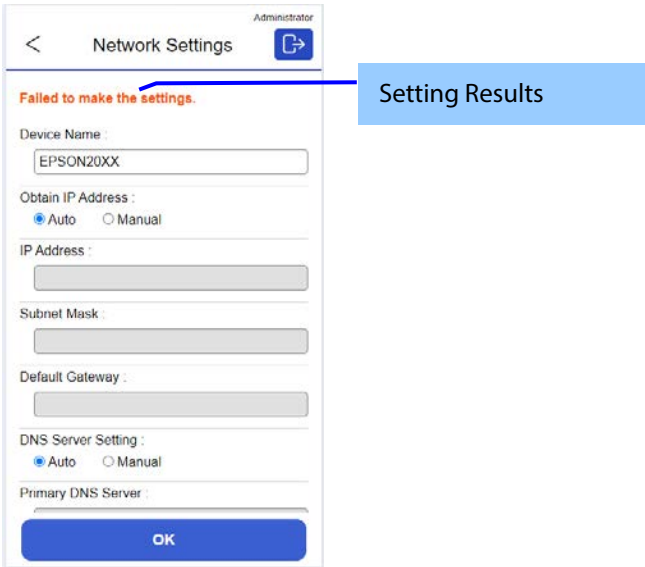 Administrator
< Network Settings
Failed to make the settings.
Setting Results
Device Name :
EPSON20XX
Obtain IP Address :
Auto Manual
IP Address :
Subnet Mask :
Default Gateway :
DNS Server Setting :
Auto Manual
Primary DNS Server :
OK